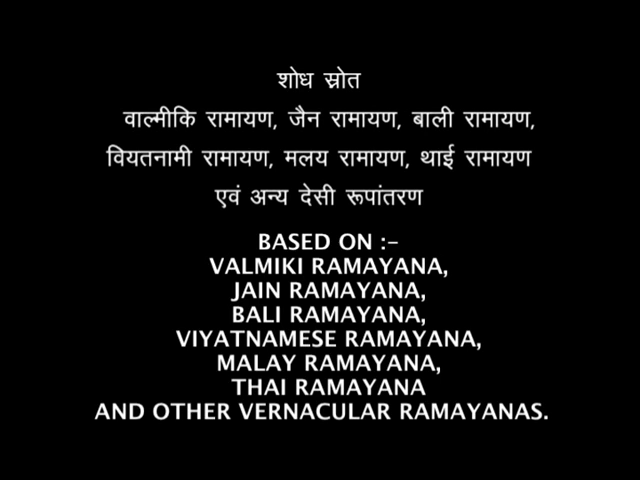 शोध स्रोत
वाल्मीकि रामायण, जैन रामायण, बाली रामायण,
वियतनामी रामायण, मलय रामायण, थाई रामायण
एवं अन्य देसी रूपांतरण
BASED ON :-
VALMIKI RAMAYANA,
JAIN RAMAYANA,
BALI RAMAYANA,
VIYATNAMESE RAMAYANA,
MALAY RAMAYANA,
THAI RAMAYANA
AND OTHER VERNACULAR RAMAYANAS.